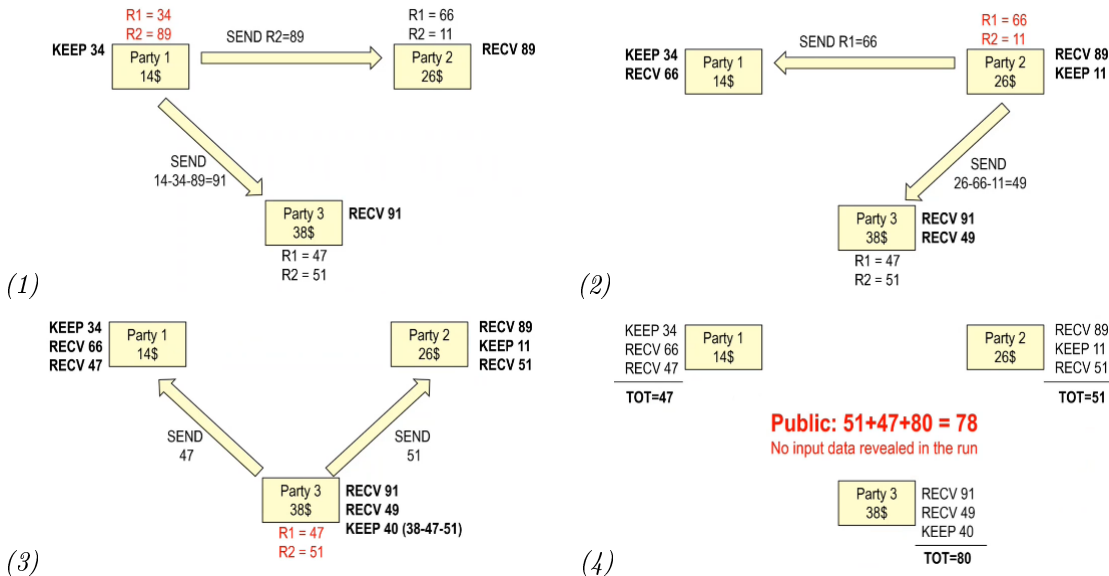 R1 = 34
R2 = 89
KEEP 34
Party 1
14$
SEND R2=89
R1 = 66
R2 = 11
Party 2
26$
RECV 89
SEND
14-34-89=91
Party 3
38$
RECV 91
R1 = 47
R2 = 51
(1)
KEEP 34
RECV 66
Party 1
14$
SEND R1=66
R1 = 66
R2 = 11
Party 2
26$
RECV 89
KEEP 11
SEND
26-66-11=49
Party 3
38$
RECV 91
RECV 49
R1 = 47
R2 = 51
(2)
KEEP 34
RECV 66
RECV 47
Party 1
14$
Party 2
26$
RECV 89
KEEP 11
RECV 51
SEND
47
SEND
51
Party 3
38$
RECV 91
RECV 49
KEEP 40 (38-47-51)
R1 = 47
R2 = 51
(3)
KEEP 34
RECV 66
RECV 47
TOT=47
Party 1
14$
Party 2
26$
RECV 89
KEEP 11
RECV 51
TOT=51
Public: 51+47+80 = 78
No input data revealed in the run
Party 3
38$
RECV 91
RECV 49
KEEP 40
TOT=80
(4)